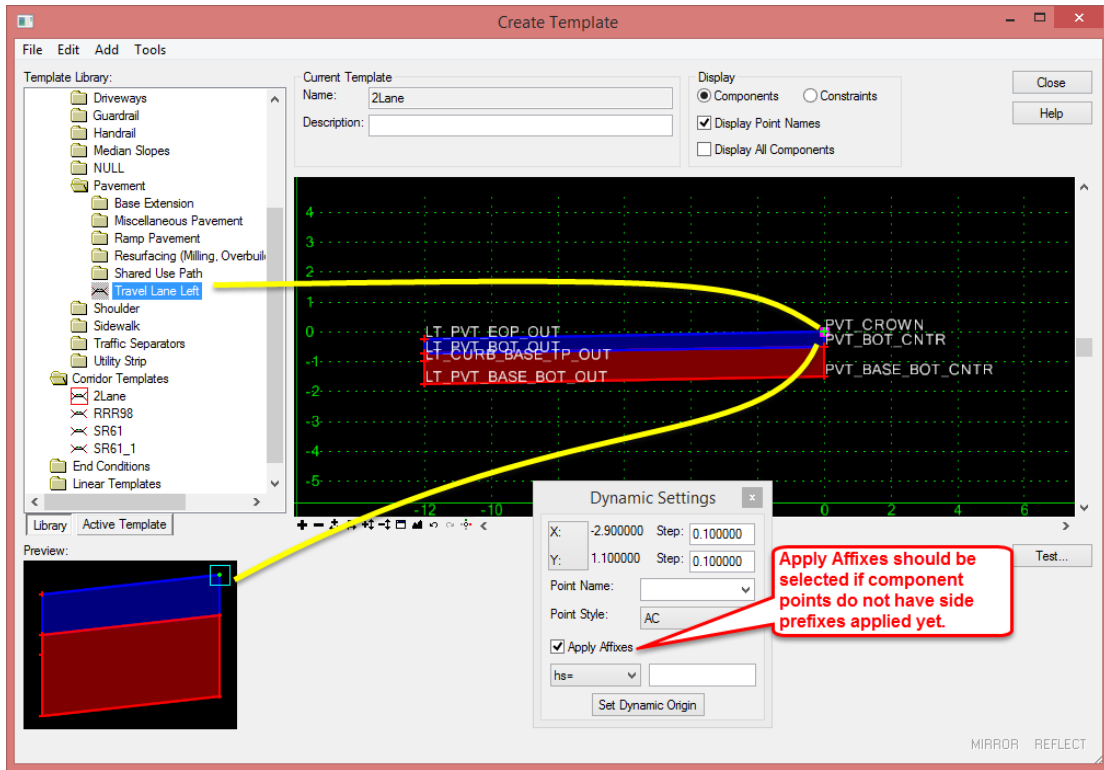 Create Template
File Edit Add Tools
Template Library:
Driveways
Guardrail
Handrail
Median Slopes
NULL
Pavement
Base Extension
Miscellaneous Pavement
Ramp Pavement
Resurfacing (Milling, Overbuil
Shared Use Path
Travel Lane Left
Shoulder
Sidewalk
Traffic Separators
Utility Strip
Corridor Templates
2Lane
RRR98
SR61
SR61_1
End Conditions
Linear Templates
Library Active Template
Preview:
Current Template
Name: 2Lane
Description:
Display
Components Constraints
Display Point Names
Display All Components
Close
Help
4
3
2
1
0
-1
-2
-3
-4
-5
LT_PVT_EOP_OUT
LT_PVT_BOT_OUT
LT_CURB_BASE_TP_OUT
LT_PVT_BASE_BOT_OUT
PVT_CROWN
PVT_BOT_CNTR
PVT_BASE_BOT_CNTR
-12 -10 0 2 4 6
Test...
Dynamic Settings
X: -2.900000 Step: 0.100000
Y: 1.100000 Step: 0.100000
Point Name:
Point Style: AC
Apply Affixes
hs=
Set Dynamic Origin
Apply Affixes should be
selected if component
points do not have side
prefixes applied yet.
MIRROR REFLECT